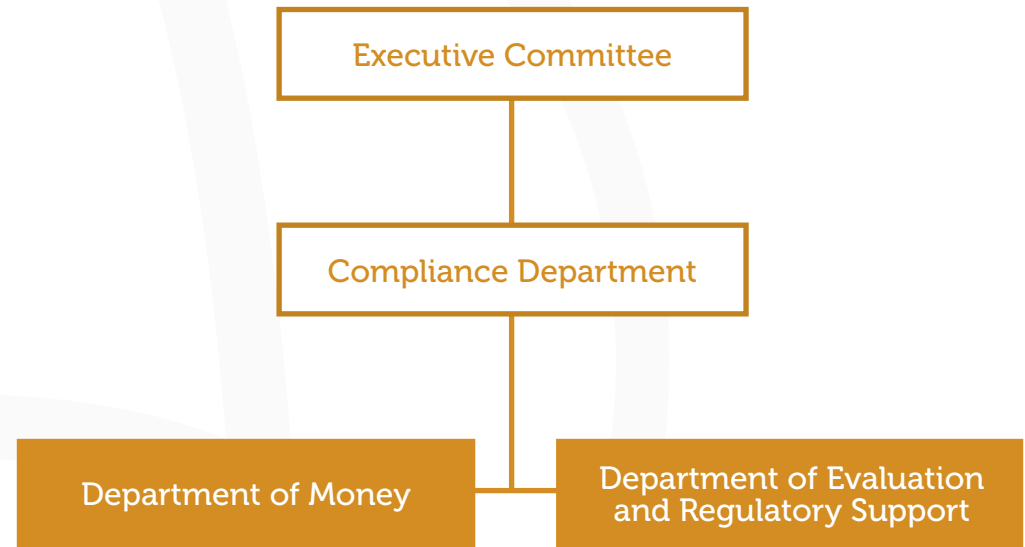 Executive Committee
Compliance Department
Department of Money
Department of Evaluation
and Regulatory Support